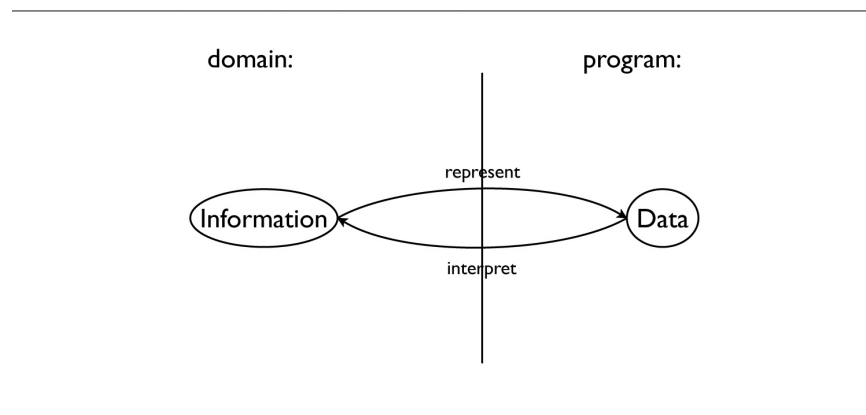 domain:
program:
represent
Information
Data
interpret